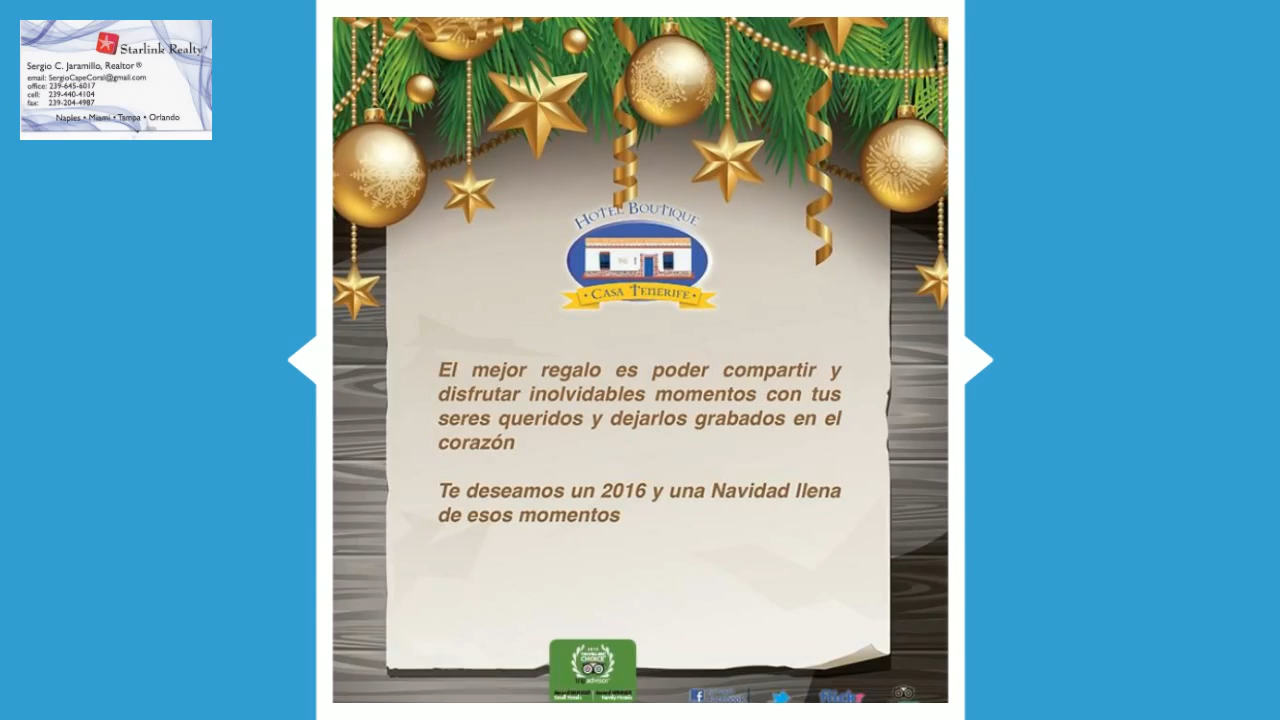 Starlink Realty
Sergio C. Jaramillo, Realtor ®
email: SergioCapeCoral@gmail.com
office: 239-645-6017
cell: 239-440-4104
fax: 239-204-4987
Naples • Miami • Tampa • Orlando
HOTEL BOUTIQUE
• CASA TENERIFE •
El mejor regalo es poder compartir y
disfrutar inolvidables momentos con tus
seres queridos y dejarlos grabados en el
corazón
Te deseamos un 2016 y una Navidad llena
de esos momentos
CHOICE
tripadvisor